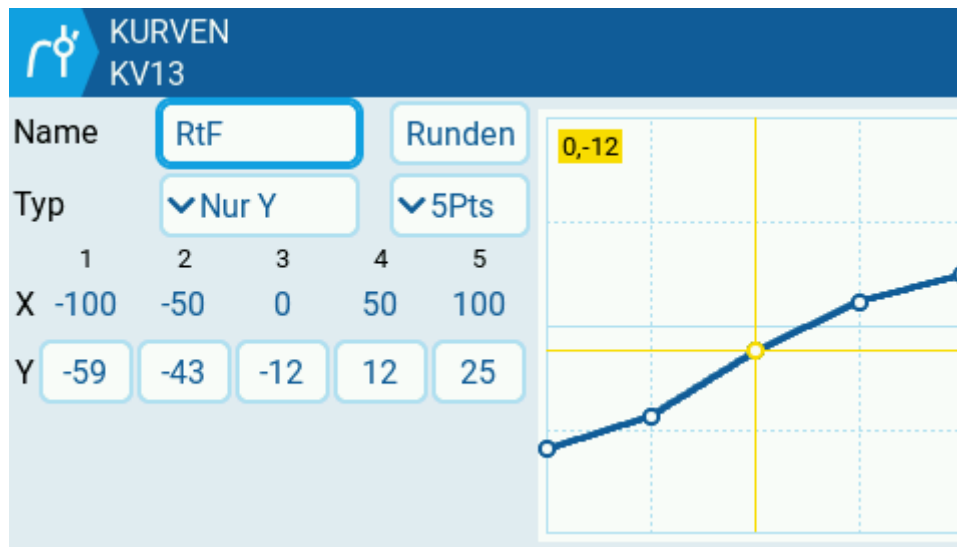 KURVEN
KV13
Name RtF Runden
Typ Nur Y 5Pts
1 2 3 4 5
X -100 -50 0 50 100
Y -59 -43 -12 12 25
0,-12